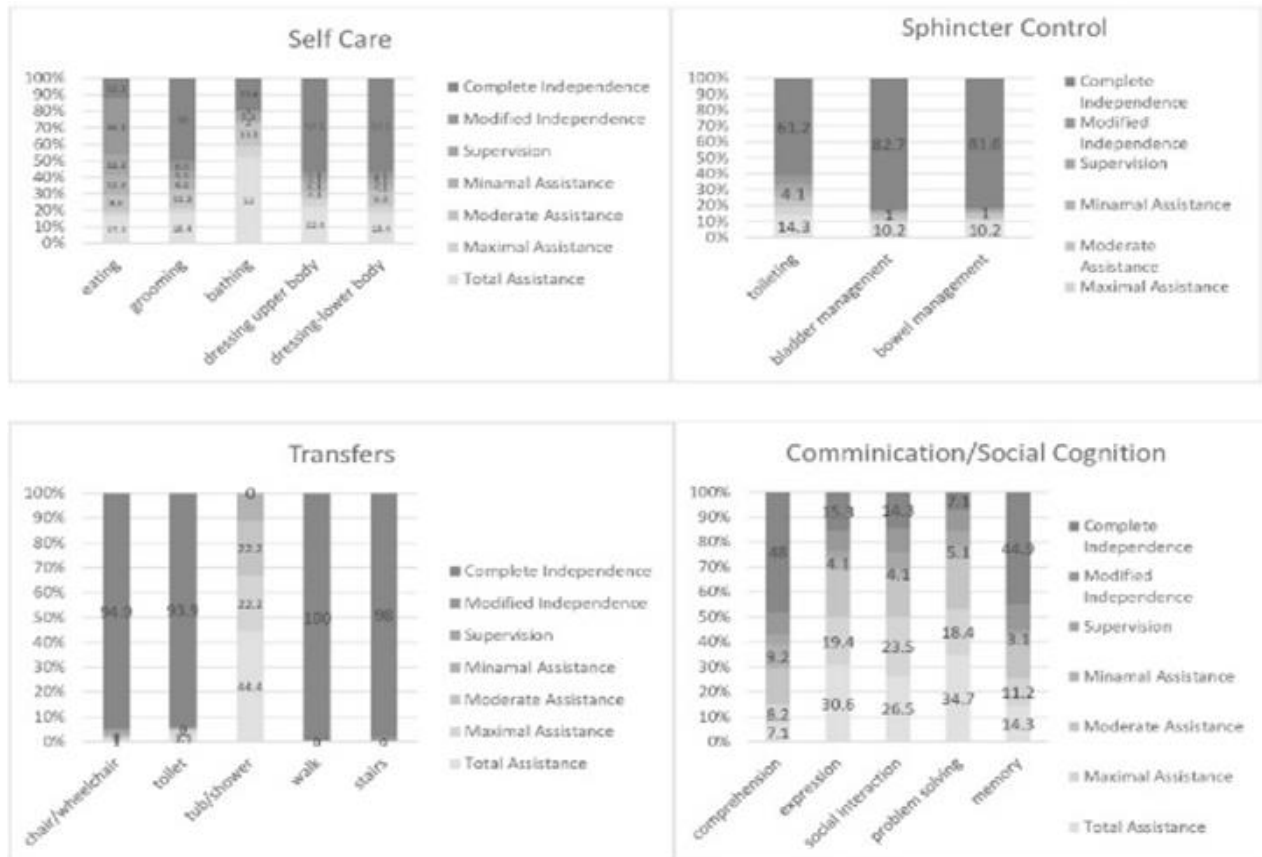 Self Care
100%
90%
80%
70%
60%
50%
40%
30%
20%
10%
0%
52
eating
grooming
bathing
dressing upper body
dressing-lower body
Complete Independence
Modified Independence
Supervision
Minamal Assistance
Moderate Assistance
Maximal Assistance
Total Assistance
Sphincter Control
100%
90%
80%
70%
60%
50%
40%
30%
20%
10%
0%
61.2
4.1
14.3
82.7
1
10.2
81.6
1
10.2
toileting
bladder management
bowel management
Complete
Independence
Modified
Independence
Supervision
Minamal Assistance
Moderate
Assistance
Maximal Assistance
Transfers
100%
90%
80%
70%
60%
50%
40%
30%
20%
10%
0%
94.9
93.9
0
22.2
22.2
44.4
100
0
98
0
chair/wheelchair
toilet
tub/shower
walk
stairs
Complete Independence
Modified Independence
Supervision
Minamal Assistance
Moderate Assistance
Maximal Assistance
Total Assistance
Comminication/Social Cognition
100%
90%
80%
70%
60%
50%
40%
30%
20%
10%
0%
48
9.2
8.2
7.1
15.3
4.1
19.4
30.6
14.3
4.1
23.5
26.5
7.1
5.1
18.4
34.7
44.9
3.1
11.2
14.3
comprehension
expression
social interaction
problem solving
memory
Complete
Independence
Modified
Independence
Supervision
Minamal Assistance
Moderate Assistance
Maximal Assistance
Total Assistance